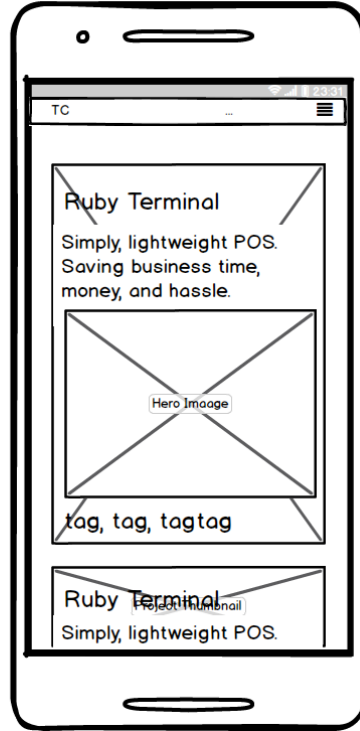 23:31
TC ...
Ruby Terminal
Simply, lightweight POS.
Saving business time,
money, and hassle.
Hero Imaage
tag, tag, tagtag
Ruby Terminal
Project Thumbnail
Simply, lightweight POS.